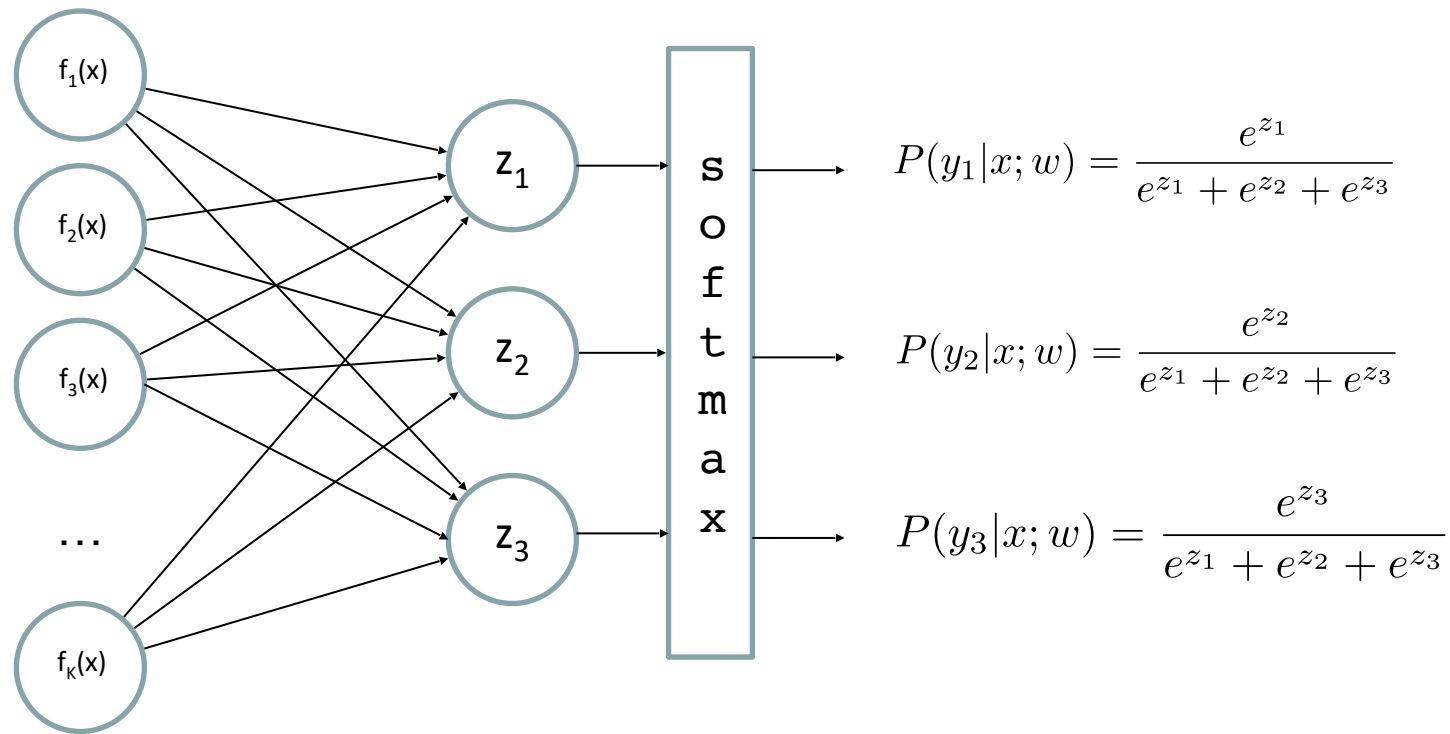 f₁(x)
f₂(x)
f₃(x)
...
f_K(x)
z₁
z₂
z₃
softmax
P(y₁|x; w) = e^{z₁} / (e^{z₁} + e^{z₂} + e^{z₃})
P(y₂|x; w) = e^{z₂} / (e^{z₁} + e^{z₂} + e^{z₃})
P(y₃|x; w) = e^{z₃} / (e^{z₁} + e^{z₂} + e^{z₃})